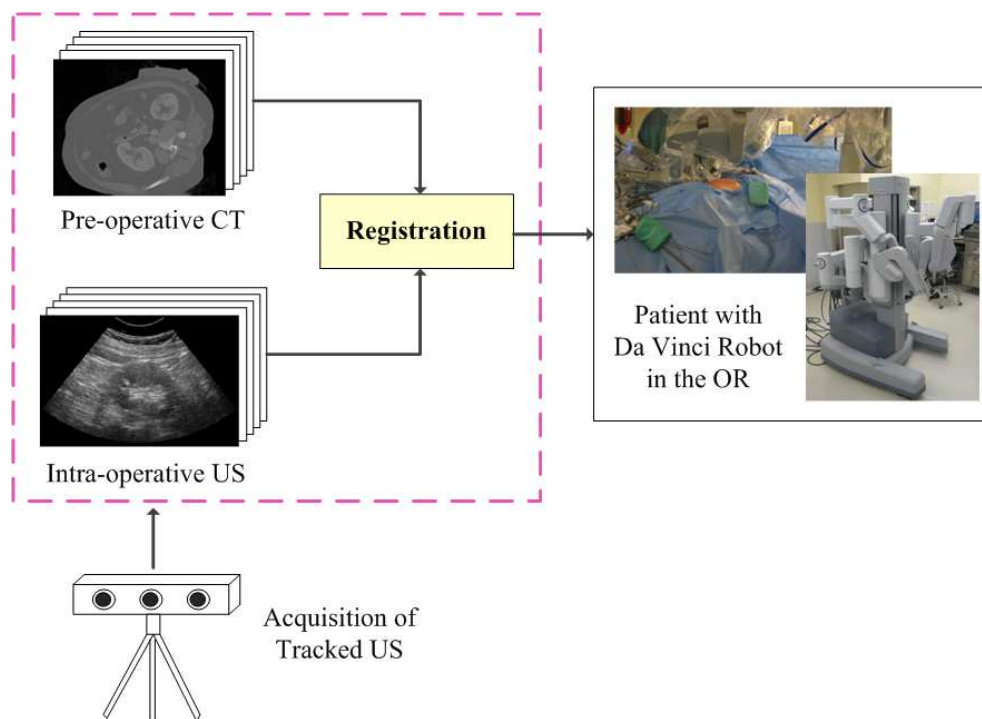 Pre-operative CT
Registration
Intra-operative US
Patient with
Da Vinci Robot
in the OR
Acquisition of
Tracked US